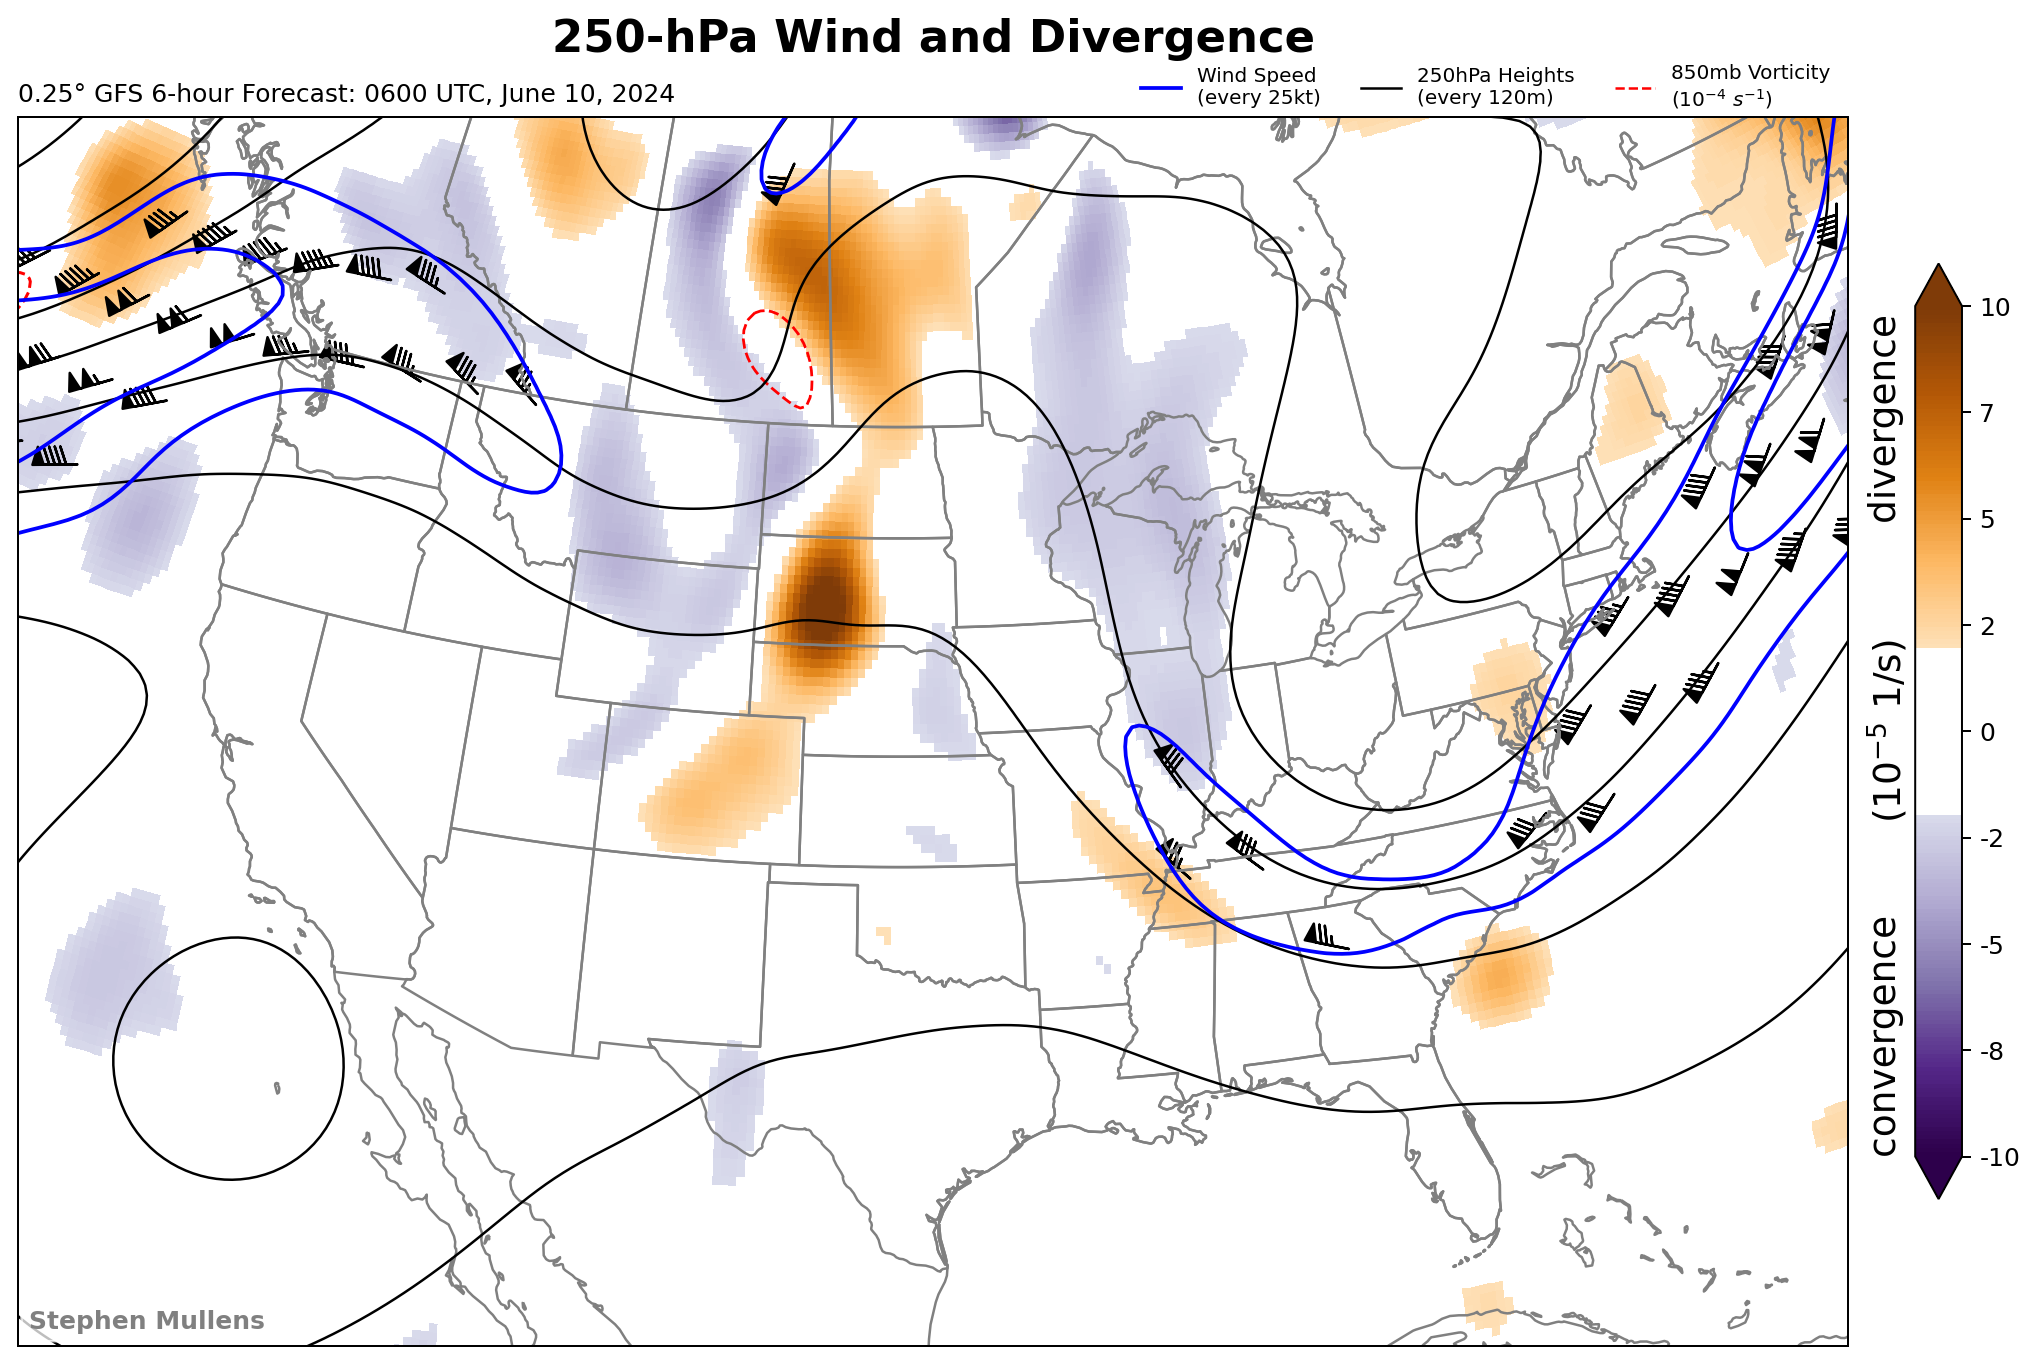 250-hPa Wind and Divergence
0.25° GFS 6-hour Forecast: 0600 UTC, June 10, 2024
Wind Speed
(every 25kt)
250hPa Heights
(every 120m)
850mb Vorticity
(10⁻⁴ s⁻¹)
10
7
5
2
0
-2
-5
-8
-10
convergence (10⁻⁵ 1/s) divergence
Stephen Mullens